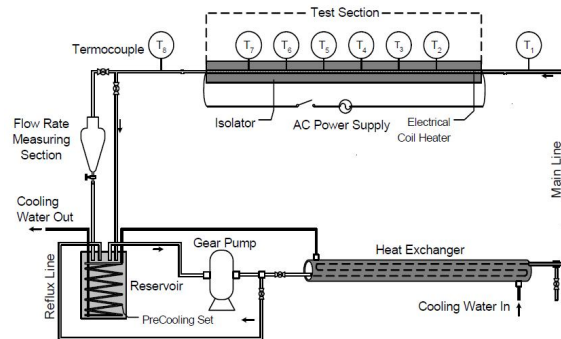 Test Section
Thermocouple
T8
T7
T6
T5
T4
T3
T2
T1
Isolator
AC Power Supply
Electrical
Coil Heater
Flow Rate
Measuring
Section
Main Line
Cooling
Water Out
Gear Pump
Heat Exchanger
Reflux Line
Reservoir
PreCooling Set
Cooling Water In